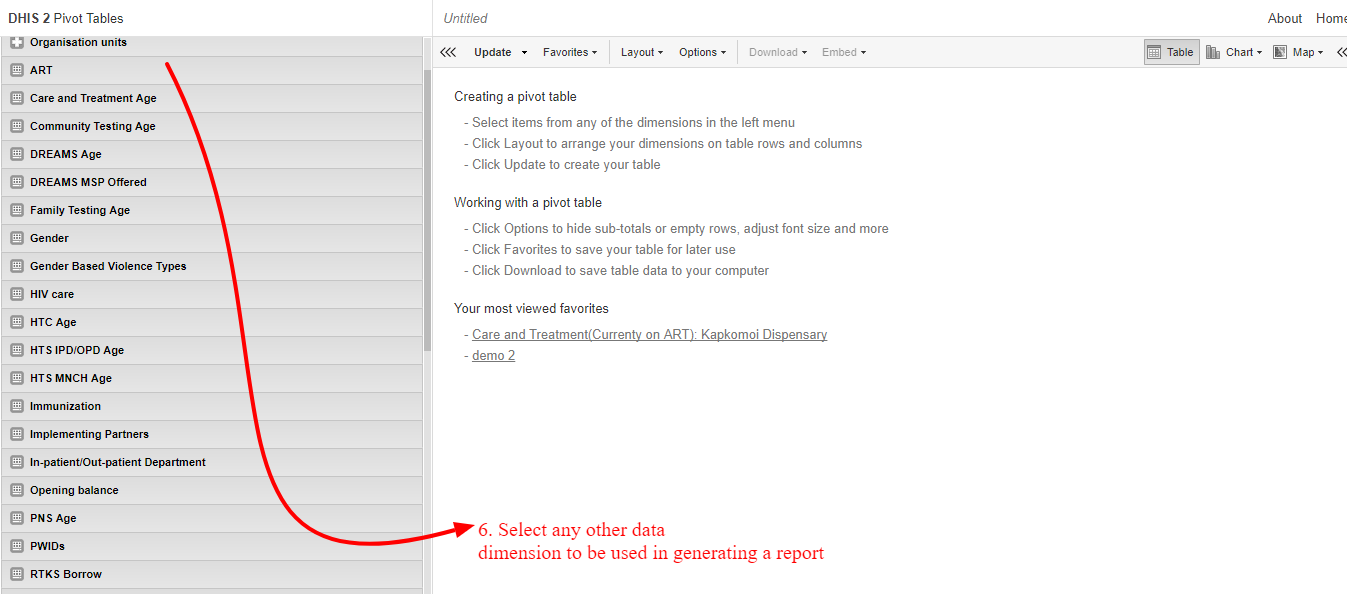 DHIS 2 Pivot Tables
Organisation units
ART
Care and Treatment Age
Community Testing Age
DREAMS Age
DREAMS MSP Offered
Family Testing Age
Gender
Gender Based Violence Types
HIV care
HTC Age
HTS IPD/OPD Age
HTS MNCH Age
Immunization
Implementing Partners
In-patient/Out-patient Department
Opening balance
PNS Age
PWIDs
RTKS Borrow
Untitled
About Home
Update Favorites Layout Options Download Embed Table Chart Map
Creating a pivot table
- Select items from any of the dimensions in the left menu
- Click Layout to arrange your dimensions on table rows and columns
- Click Update to create your table
Working with a pivot table
- Click Options to hide sub-totals or empty rows, adjust font size and more
- Click Favorites to save your table for later use
- Click Download to save table data to your computer
Your most viewed favorites
- Care and Treatment(Currenty on ART): Kapkomoi Dispensary
- demo 2
6. Select any other data
dimension to be used in generating a report